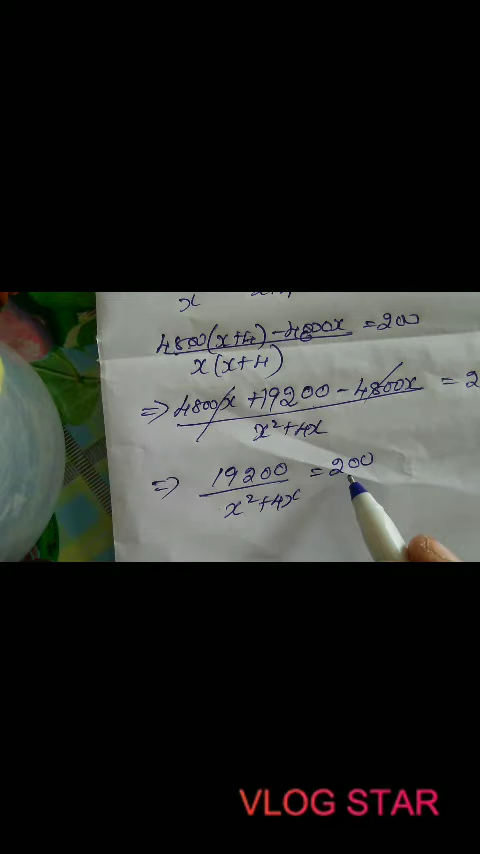 x
4800(x+4) - 4800x = 200
x(x+4)
=> 4800x + 19200 - 4800x = 2
x² + 4x
=> 19200 = 200
x² + 4x
VLOG STAR